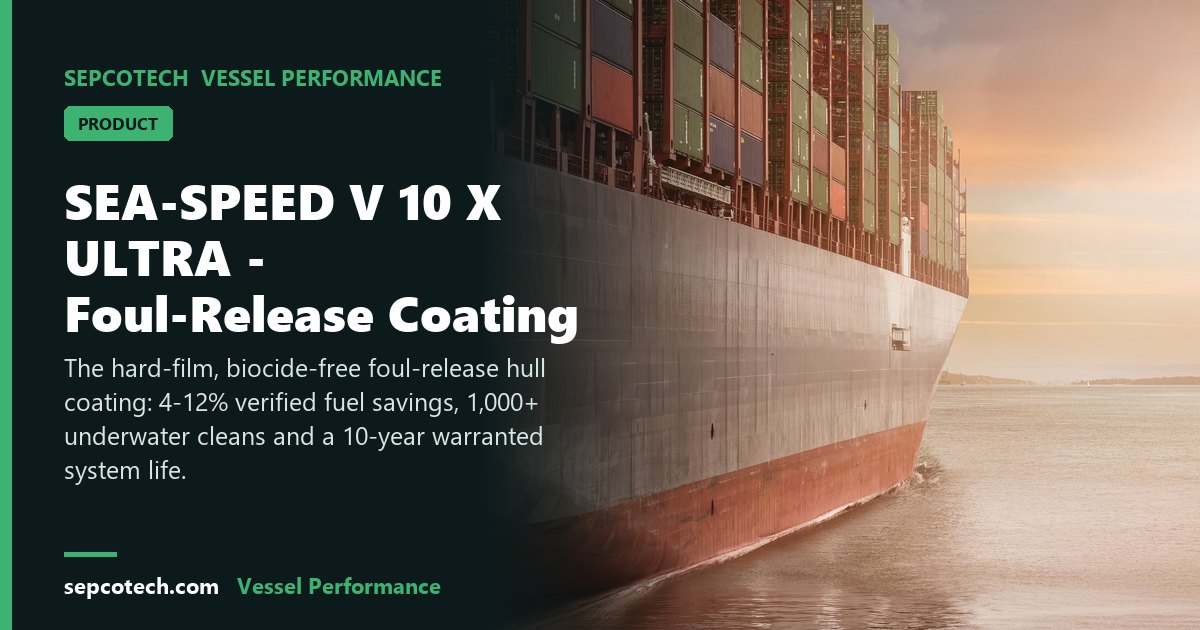 SEPCOTECH VESSEL PERFORMANCE
PRODUCT
SEA-SPEED V 10 X
ULTRA -
Foul-Release Coating
The hard-film, biocide-free foul-release hull
coating: 4-12% verified fuel savings, 1,000+
underwater cleans and a 10-year warranted
system life.
sepcotech.com Vessel Performance